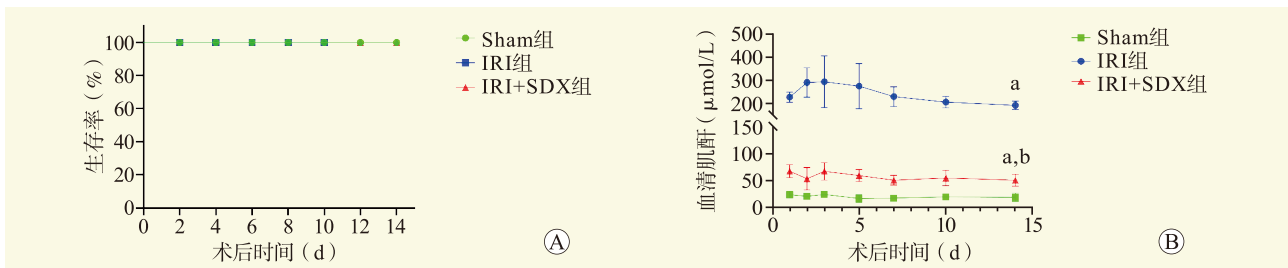 100
80
60
40
20
0
生存率（%）
0 2 4 6 8 10 12 14
术后时间（d）
Sham组
IRI组
IRI+SDX组
A
500
400
300
200
150
100
50
0
血清肌酐（μmol/L）
a
a,b
0 5 10 15
术后时间（d）
Sham组
IRI组
IRI+SDX组
B